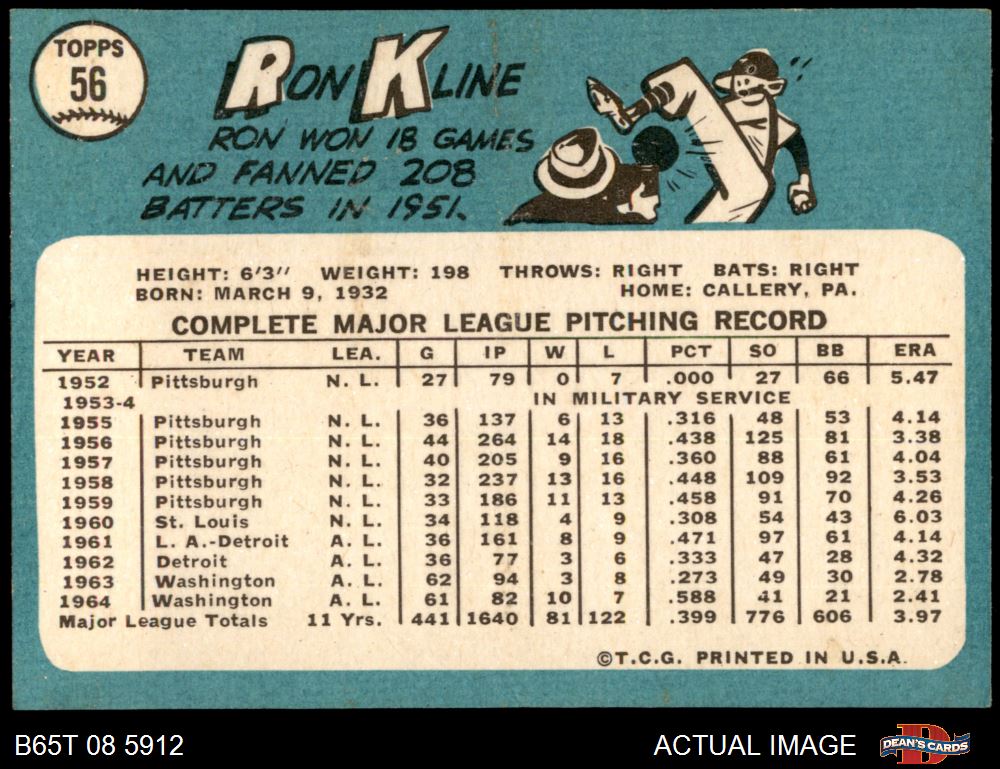 TOPPS
56
RON KLINE
RON WON 18 GAMES
AND FANNED 208
BATTERS IN 1951.
HEIGHT: 6'3" WEIGHT: 198 THROWS: RIGHT BATS: RIGHT
BORN: MARCH 9, 1932 HOME: CALLERY, PA.
COMPLETE MAJOR LEAGUE PITCHING RECORD
YEAR TEAM LEA. G IP W L PCT SO BB ERA
1952 Pittsburgh N. L. 27 79 0 7 .000 27 66 5.47
1953-4 IN MILITARY SERVICE
1955 Pittsburgh N. L. 36 137 6 13 .316 48 53 4.14
1956 Pittsburgh N. L. 44 264 14 18 .438 125 81 3.38
1957 Pittsburgh N. L. 40 205 9 16 .360 88 61 4.04
1958 Pittsburgh N. L. 32 237 13 16 .448 109 92 3.53
1959 Pittsburgh N. L. 33 186 11 13 .458 91 70 4.26
1960 St. Louis N. L. 34 118 4 9 .308 54 43 6.03
1961 L. A.-Detroit A. L. 36 161 8 9 .471 97 61 4.14
1962 Detroit A. L. 36 77 3 6 .333 47 28 4.32
1963 Washington A. L. 62 94 3 8 .273 49 30 2.78
1964 Washington A. L. 61 82 10 7 .588 41 21 2.41
Major League Totals 11 Yrs. 441 1640 81 122 .399 776 606 3.97
©T.C.G. PRINTED IN U.S.A.
B65T 08 5912 ACTUAL IMAGE DEAN'S CARDS